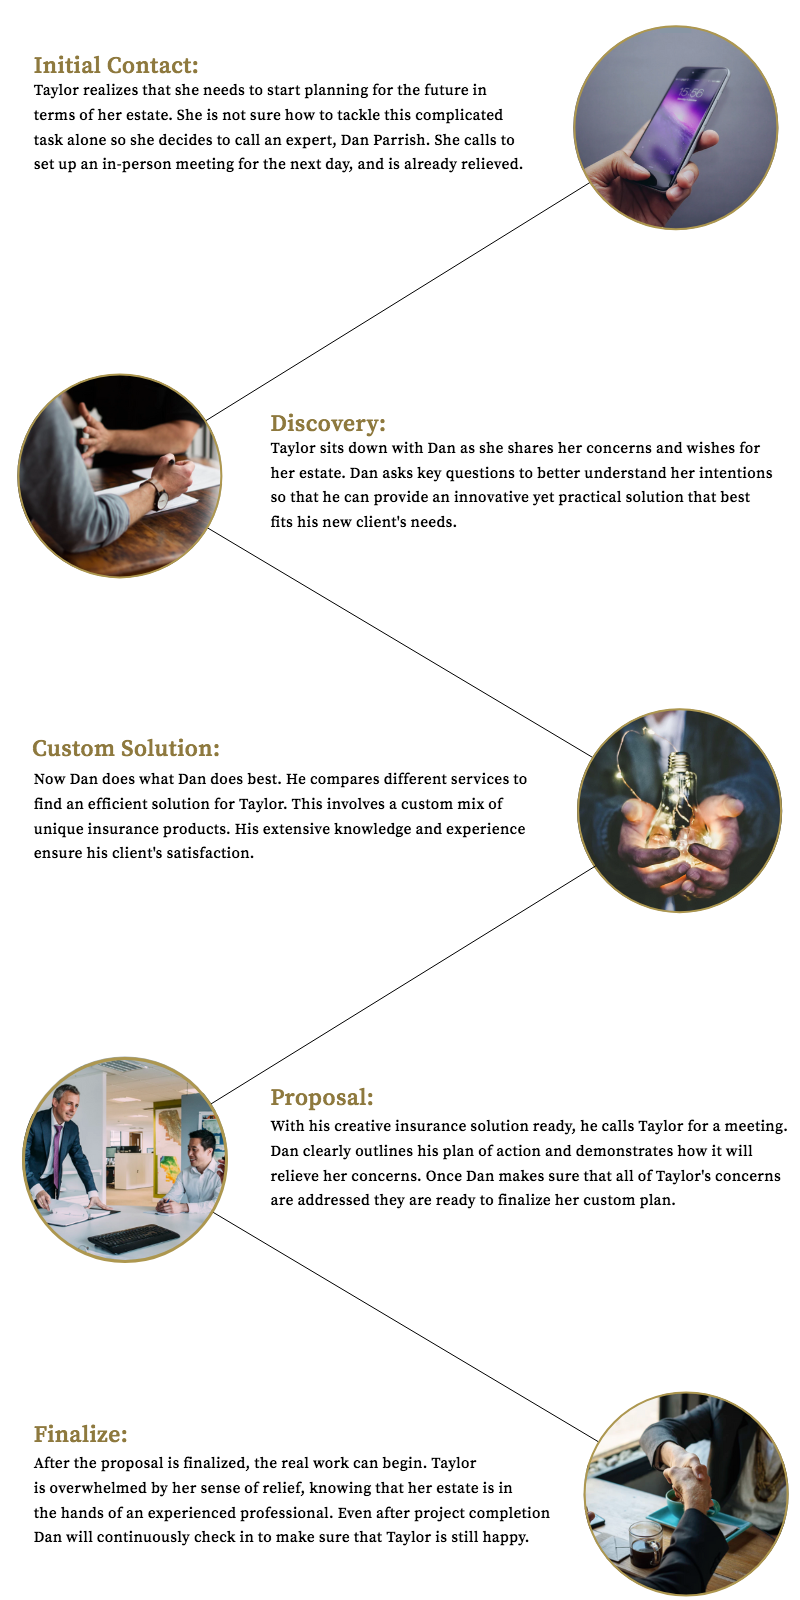 Initial Contact:
Taylor realizes that she needs to start planning for the future in
terms of her estate. She is not sure how to tackle this complicated
task alone so she decides to call an expert, Dan Parrish. She calls to
set up an in-person meeting for the next day, and is already relieved.
15:56
Discovery:
Taylor sits down with Dan as she shares her concerns and wishes for
her estate. Dan asks key questions to better understand her intentions
so that he can provide an innovative yet practical solution that best
fits his new client's needs.
Custom Solution:
Now Dan does what Dan does best. He compares different services to
find an efficient solution for Taylor. This involves a custom mix of
unique insurance products. His extensive knowledge and experience
ensure his client's satisfaction.
Proposal:
With his creative insurance solution ready, he calls Taylor for a meeting.
Dan clearly outlines his plan of action and demonstrates how it will
relieve her concerns. Once Dan makes sure that all of Taylor's concerns
are addressed they are ready to finalize her custom plan.
Finalize:
After the proposal is finalized, the real work can begin. Taylor
is overwhelmed by her sense of relief, knowing that her estate is in
the hands of an experienced professional. Even after project completion
Dan will continuously check in to make sure that Taylor is still happy.